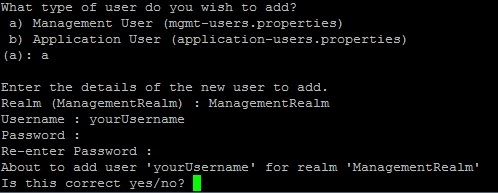 What type of user do you wish to add?
a) Management User (mgmt-users.properties)
b) Application User (application-users.properties)
(a): a
Enter the details of the new user to add.
Realm (ManagementRealm) : ManagementRealm
Username : yourUsername
Password :
Re-enter Password :
About to add user 'yourUsername' for realm 'ManagementRealm'
Is this correct yes/no?